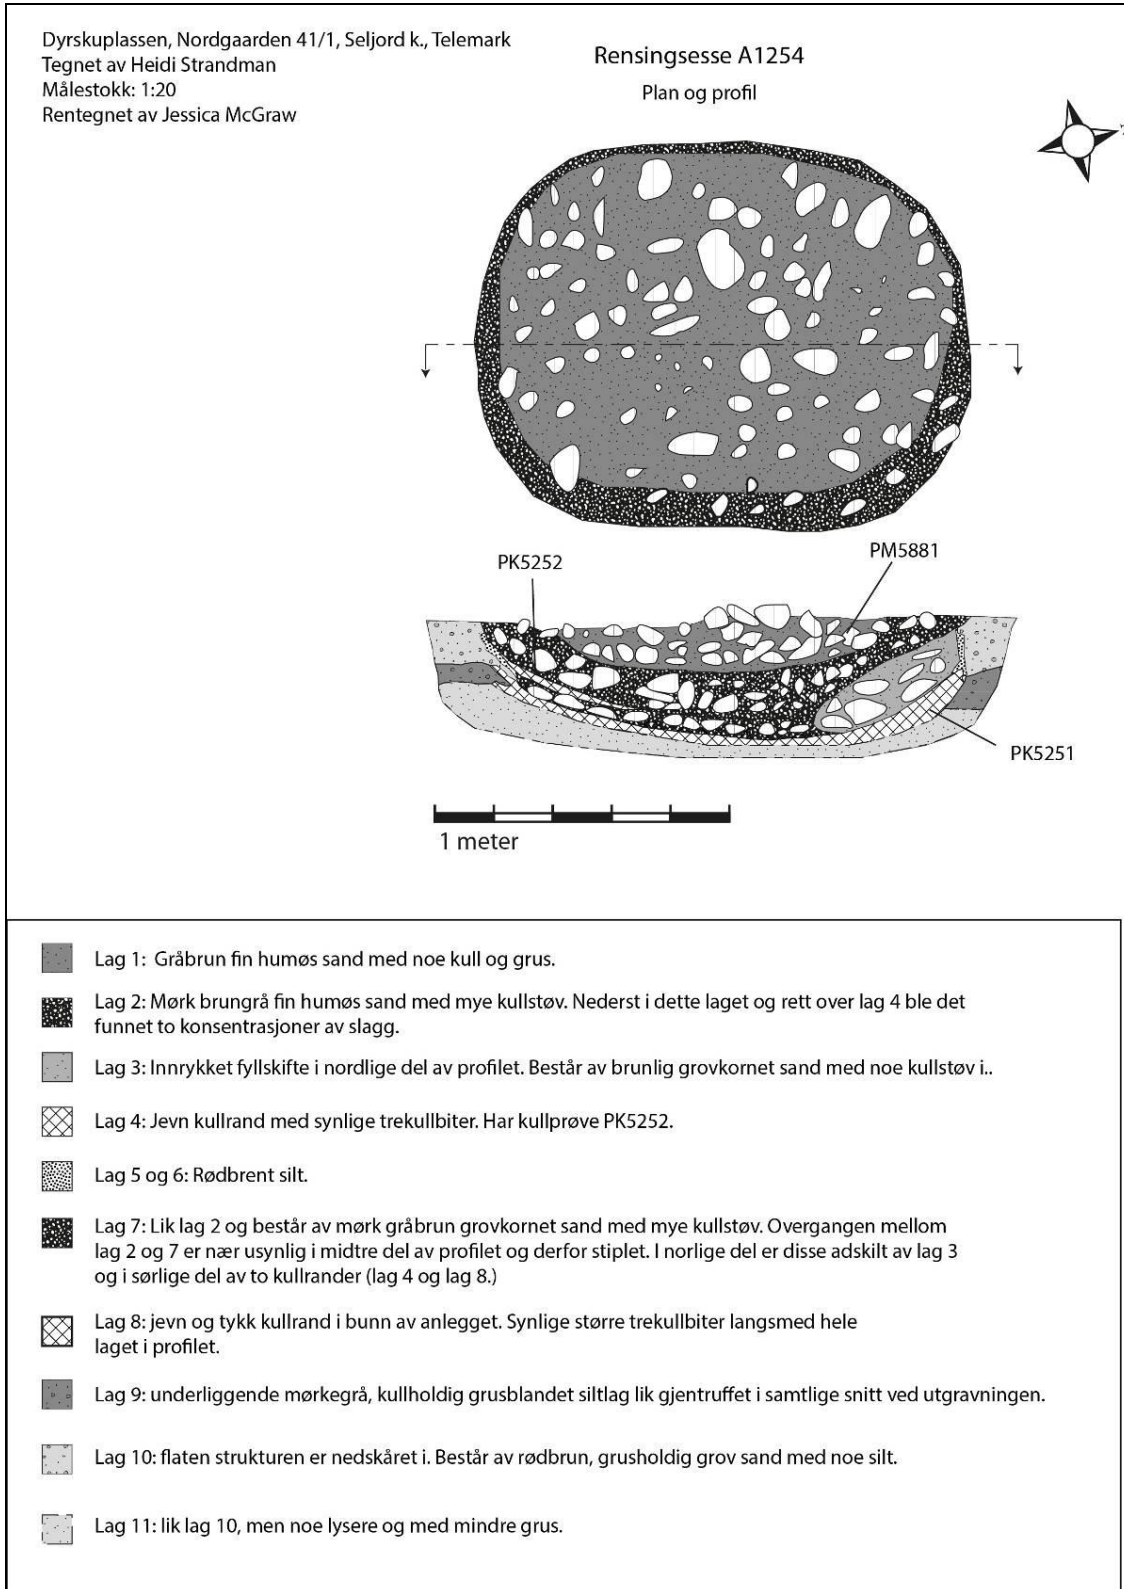 Dyrskuplassen, Nordgaarden 41/1, Seljord k., Telemark
Tegnet av Heidi Strandman
Målestokk: 1:20
Rentegnet av Jessica McGraw
Rensingsesse A1254
Plan og profil
PK5252
PM5881
PK5251
1 meter
Lag 1: Gråbrun fin humøs sand med noe kull og grus.
Lag 2: Mørk brungrå fin humøs sand med mye kullstøv. Nederst i dette laget og rett over lag 4 ble det
funnet to konsentrasjoner av slagg.
Lag 3: Innrykket fyllskifte i nordlige del av profilet. Består av brunlig grovkornet sand med noe kullstøv i..
Lag 4: Jevn kullrand med synlige trekullbiter. Har kullprøve PK5252.
Lag 5 og 6: Rødbrent silt.
Lag 7: Lik lag 2 og består av mørk gråbrun grovkornet sand med mye kullstøv. Overgangen mellom
lag 2 og 7 er nær usynlig i midtre del av profilet og derfor stiplet. I norlige del er disse adskilt av lag 3
og i sørlige del av to kullrander (lag 4 og lag 8.)
Lag 8: jevn og tykk kullrand i bunn av anlegget. Synlige større trekullbiter langsmed hele
laget i profilet.
Lag 9: underliggende mørkegrå, kullholdig grusblandet siltlag lik gjentruffet i samtlige snitt ved utgravningen.
Lag 10: flaten strukturen er nedskåret i. Består av rødbrun, grusholdig grov sand med noe silt.
Lag 11: lik lag 10, men noe lysere og med mindre grus.